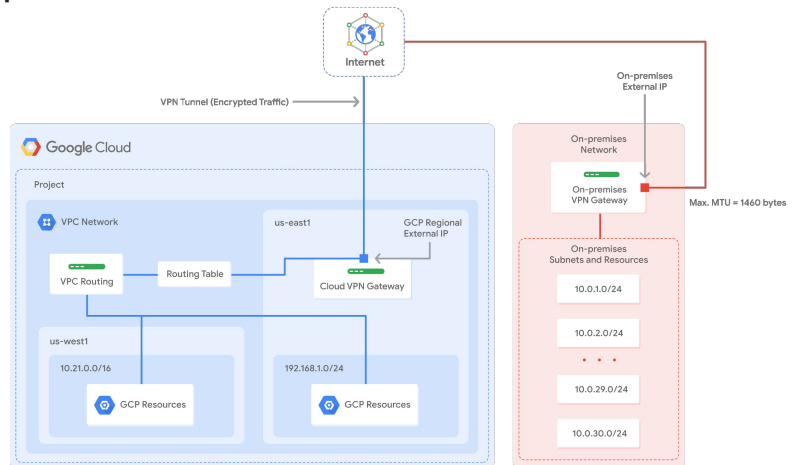 Internet
On-premises
External IP
VPN Tunnel (Encrypted Traffic)
Google Cloud
On-premises
Network
Project
On-premises
VPN Gateway
Max. MTU = 1460 bytes
VPC Network
us-east1
GCP Regional
External IP
On-premises
Subnets and Resources
VPC Routing
Routing Table
Cloud VPN Gateway
10.0.1.0/24
10.0.2.0/24
us-west1
10.21.0.0/16
192.168.1.0/24
GCP Resources
GCP Resources
10.0.29.0/24
10.0.30.0/24